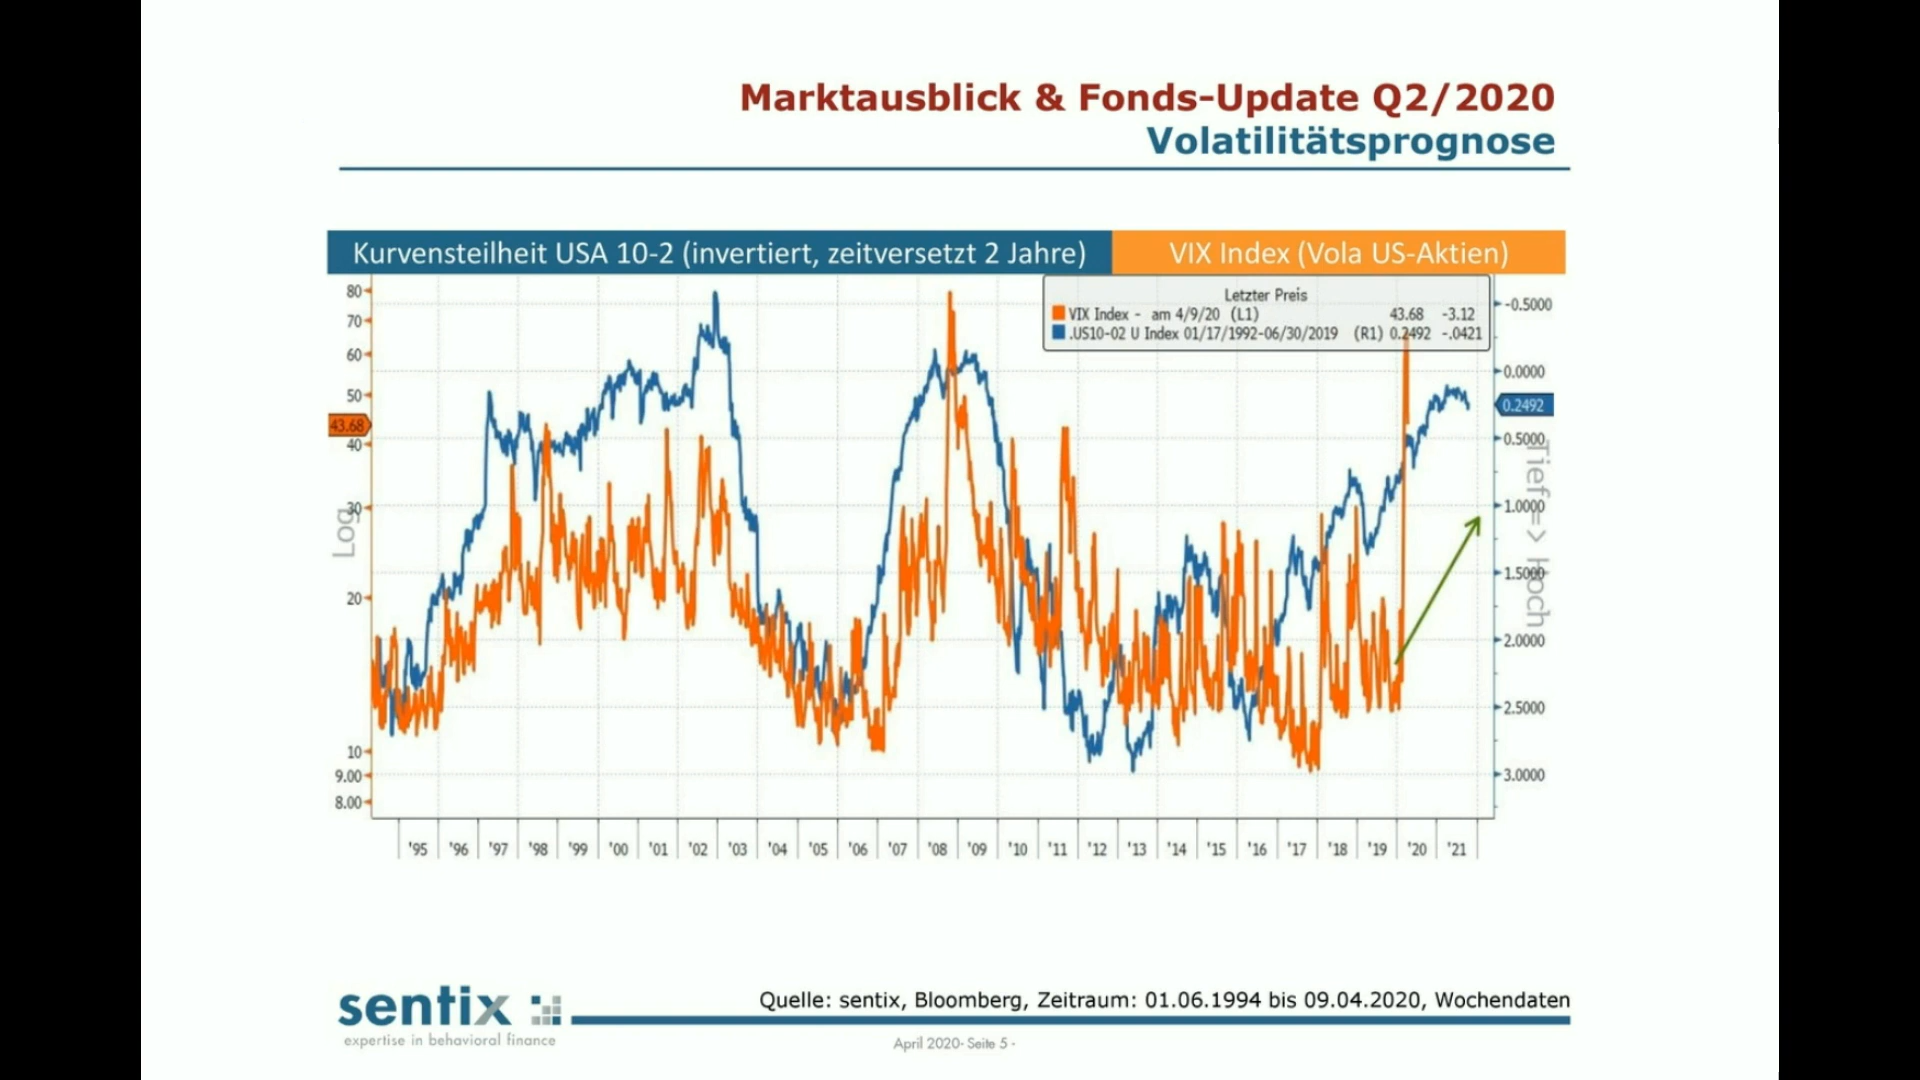 Marktausblick & Fonds-Update Q2/2020
Volatilitätsprognose
Kurvensteilheit USA 10-2 (invertiert, zeitversetzt 2 Jahre)
VIX Index (Vola US-Aktien)
Letzter Preis
VIX Index - am 4/9/20 (L1) 43.68 -3.12
.US10-02 U Index 01/17/1992-06/30/2019 (R1) 0.2492 -.0421
80
70
60
50
43.68
40
30
20
10
9.00
8.00
Log
-0.5000
0.0000
0.2492
0.5000
1.0000
1.5000
2.0000
2.5000
3.0000
Tief => Hoch
'95 '96 '97 '98 '99 '00 '01 '02 '03 '04 '05 '06 '07 '08 '09 '10 '11 '12 '13 '14 '15 '16 '17 '18 '19 '20 '21
sentix
expertise in behavioral finance
Quelle: sentix, Bloomberg, Zeitraum: 01.06.1994 bis 09.04.2020, Wochendaten
April 2020- Seite 5 -